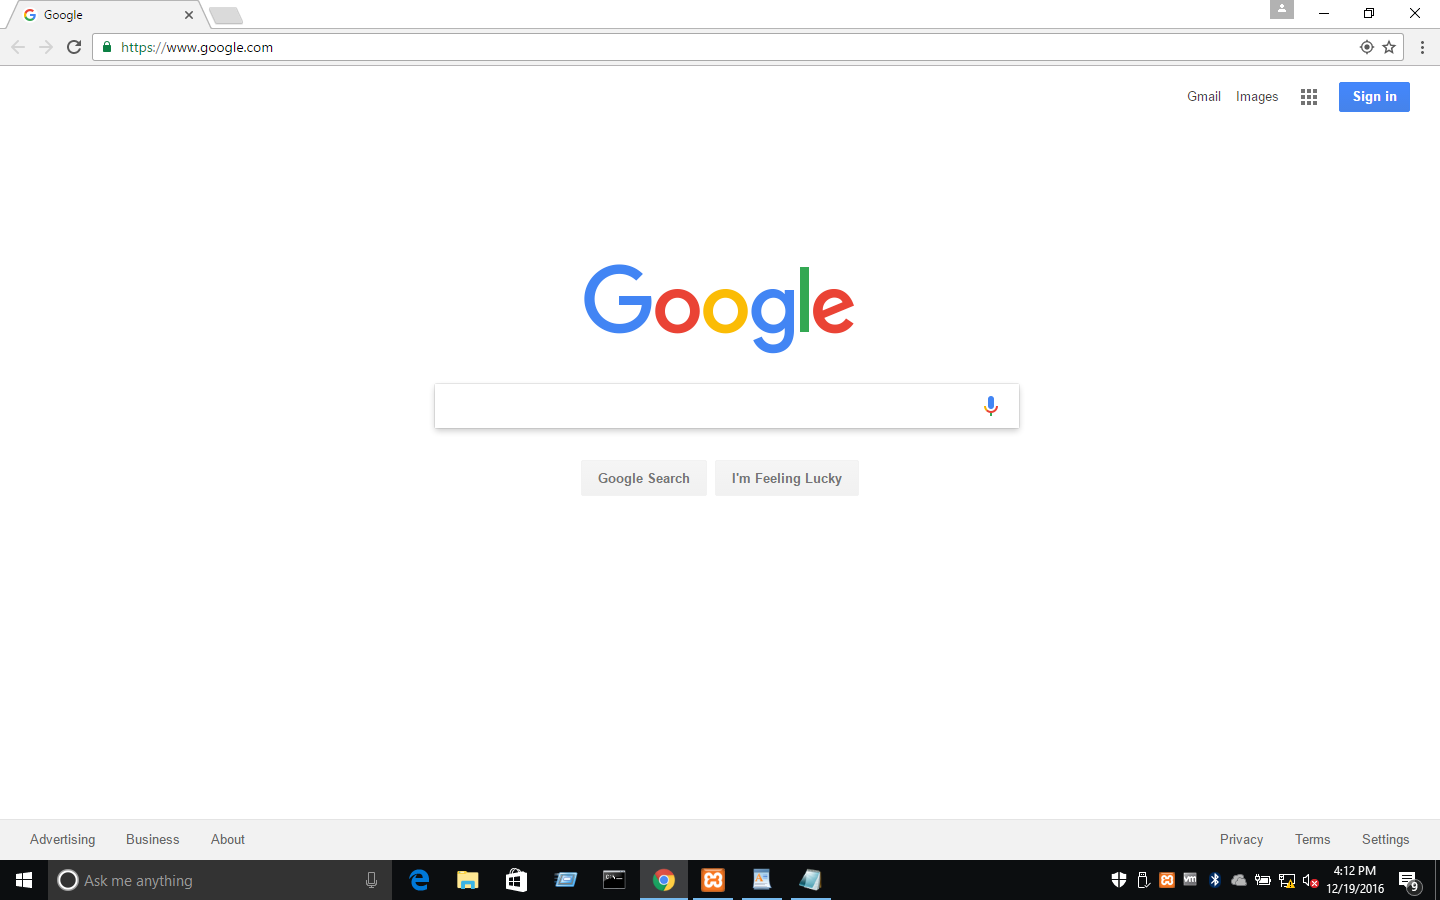 Google
https://www.google.com
Gmail Images Sign in
Google
Google Search I'm Feeling Lucky
Advertising Business About Privacy Terms Settings
Ask me anything
4:12 PM
12/19/2016
9